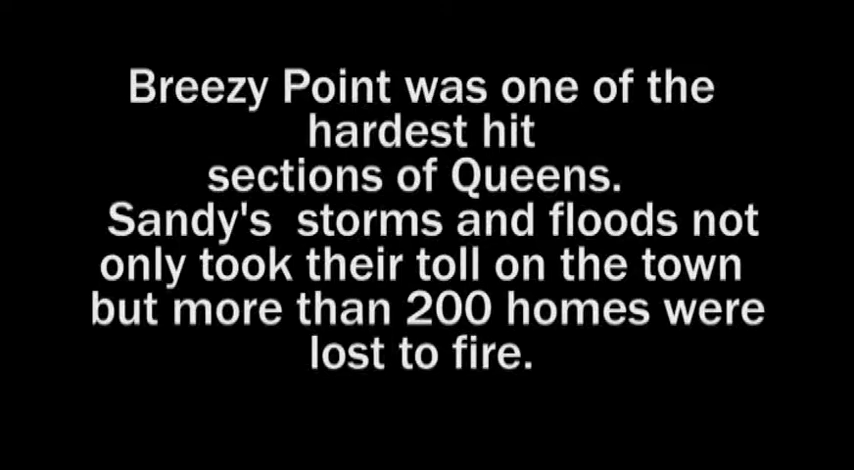 Breezy Point was one of the
hardest hit
sections of Queens.
Sandy's  storms and floods not
only took their toll on the town
but more than 200 homes were
lost to fire.